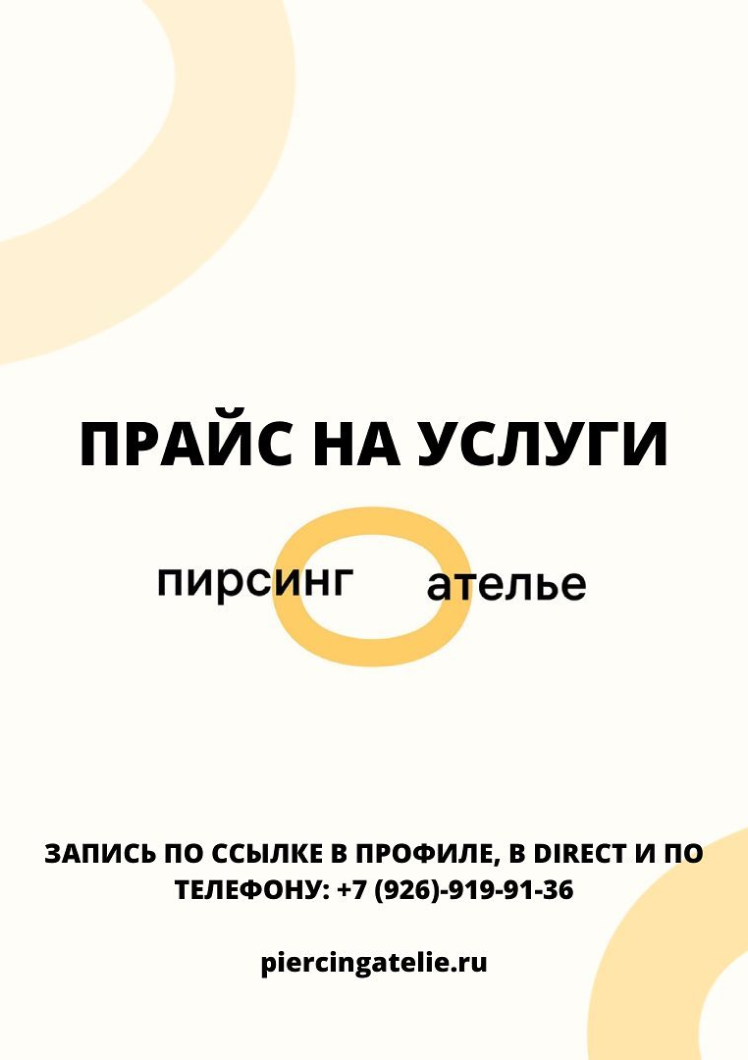 ПРАЙС НА УСЛУГИ
пирсинг ателье
ЗАПИСЬ ПО ССЫЛКЕ В ПРОФИЛЕ, В DIRECT И ПО
ТЕЛЕФОНУ: +7 (926)-919-91-36
piercingatelie.ru